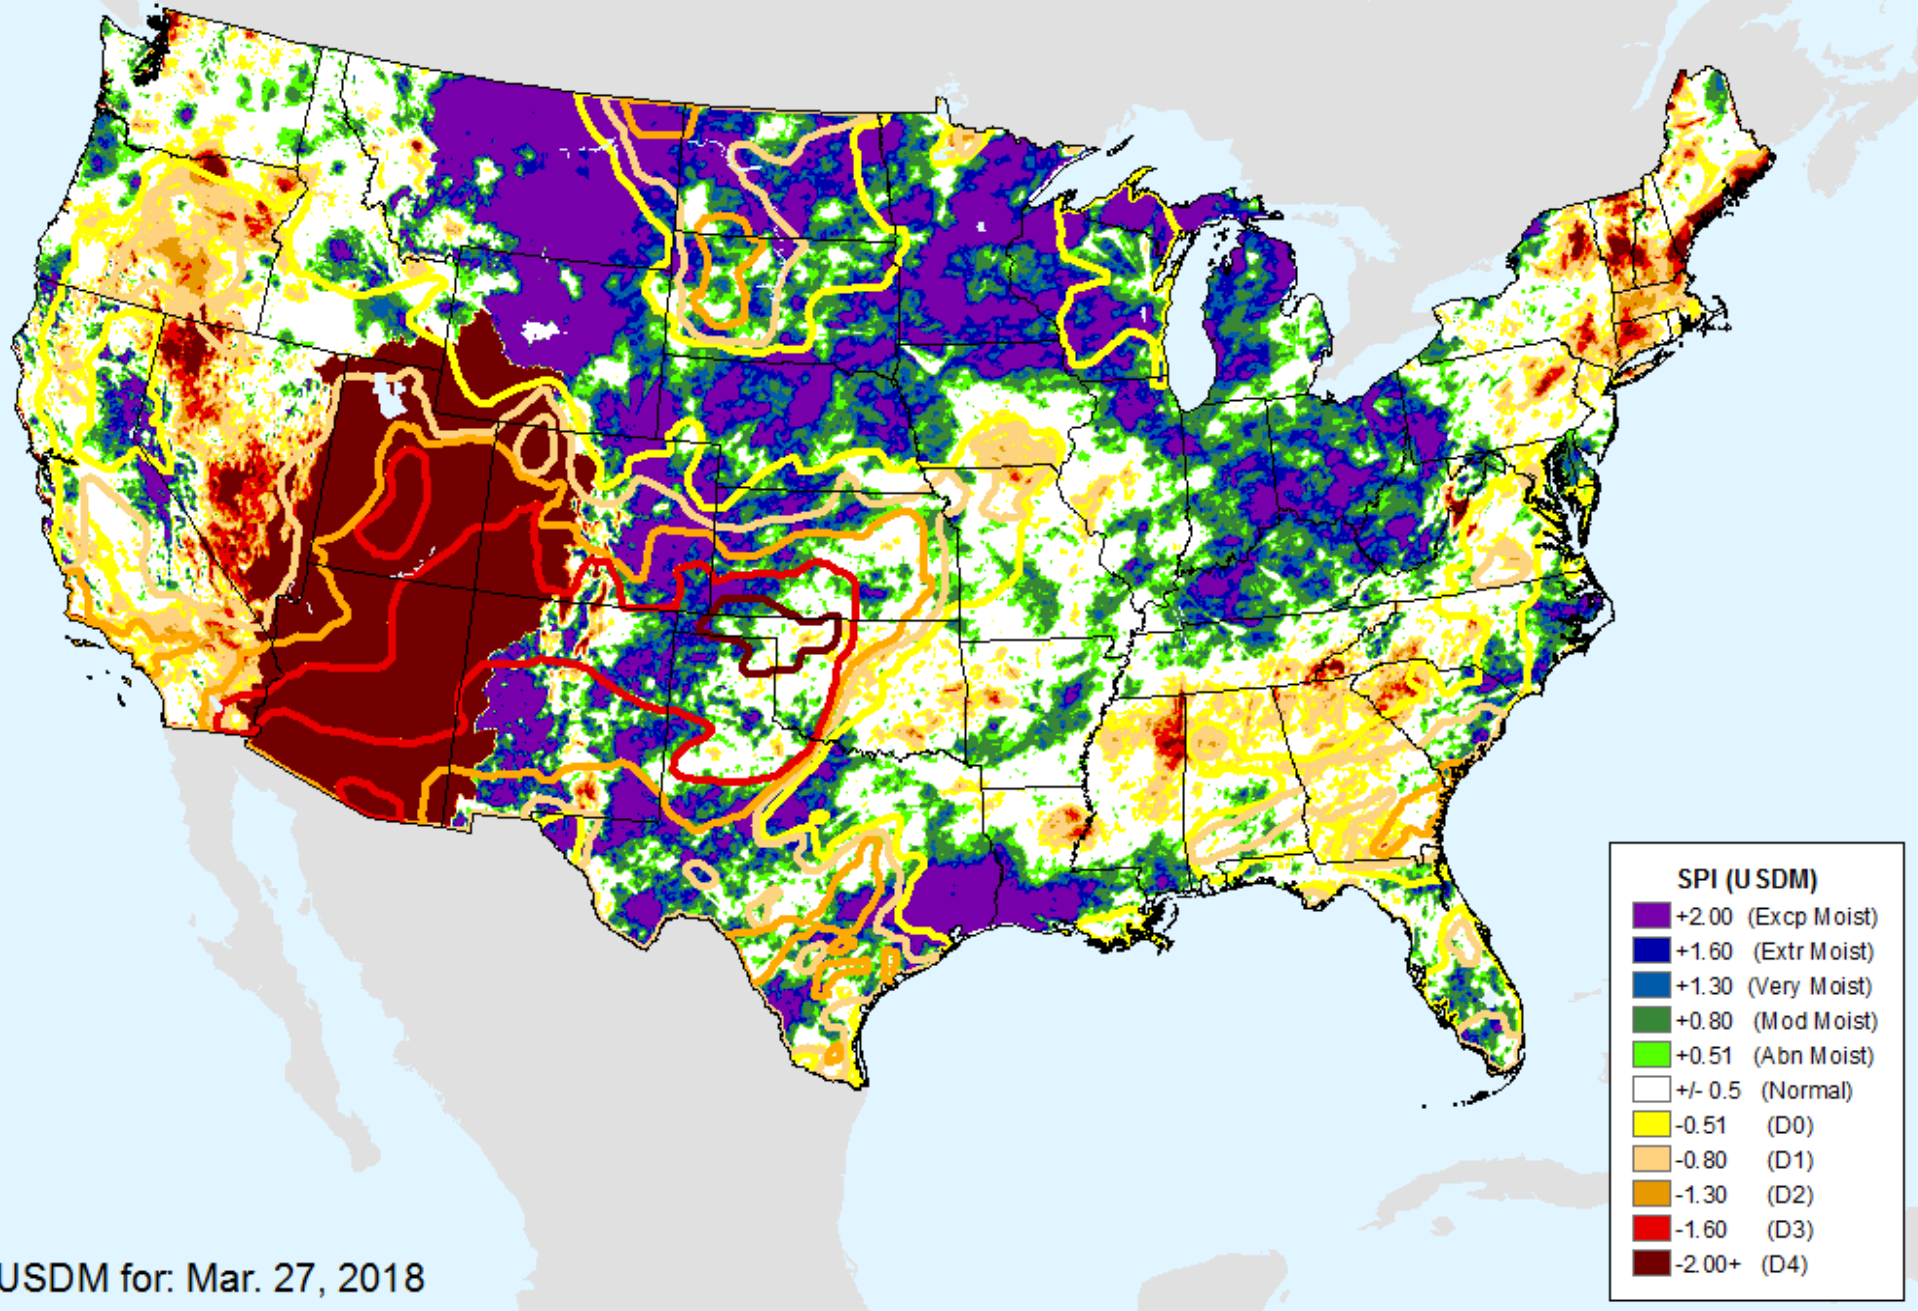 SPI (USDM)
+2.00 (Excp Moist)
+1.60 (Extr Moist)
+1.30 (Very Moist)
+0.80 (Mod Moist)
+0.51 (Abn Moist)
+/- 0.5 (Normal)
-0.51 (D0)
-0.80 (D1)
-1.30 (D2)
-1.60 (D3)
-2.00+ (D4)
USDM for: Mar. 27, 2018